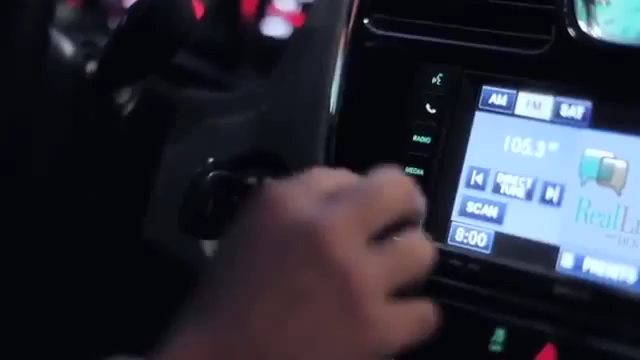 AM FM SAT
RADIO
105.3
MEDIA
DIRECT
TUNE
SCAN
Real
8:00
PRESETS